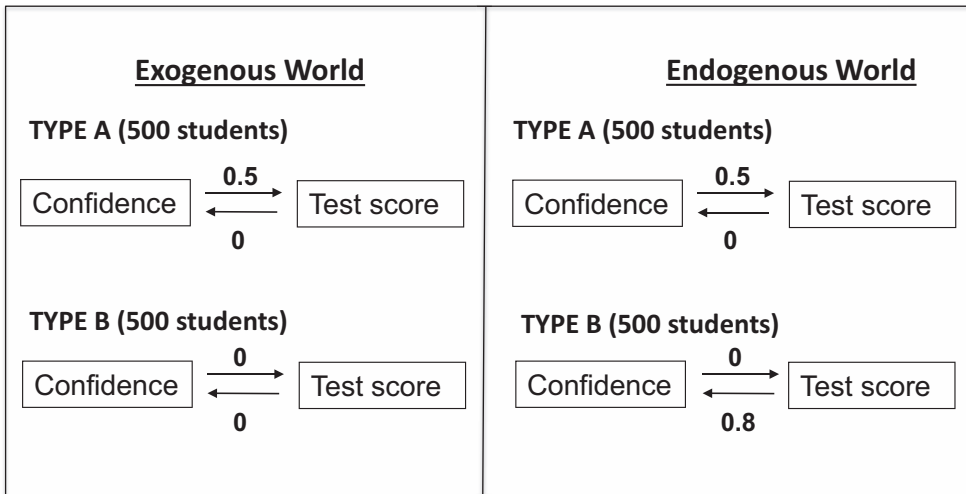 Exogenous World
TYPE A (500 students)
0.5
Confidence
Test score
0
TYPE B (500 students)
0
Confidence
Test score
0
Endogenous World
TYPE A (500 students)
0.5
Confidence
Test score
0
TYPE B (500 students)
0
Confidence
Test score
0.8